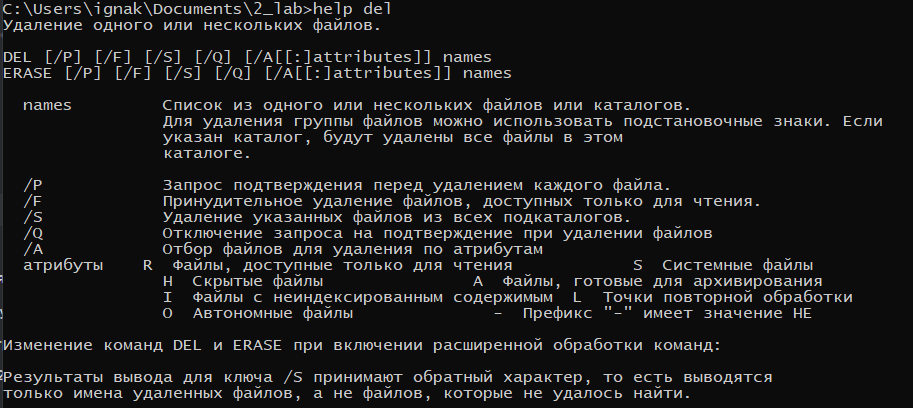 C:\Users\ignak\Documents\2_lab>help del
Удаление одного или нескольких файлов.
DEL [/P] [/F] [/S] [/Q] [/A[[:]attributes]] names
ERASE [/P] [/F] [/S] [/Q] [/A[[:]attributes]] names
names Список из одного или нескольких файлов или каталогов.
Для удаления группы файлов можно использовать подстановочные знаки. Если
указан каталог, будут удалены все файлы в этом
каталоге.
/P Запрос подтверждения перед удалением каждого файла.
/F Принудительное удаление файлов, доступных только для чтения.
/S Удаление указанных файлов из всех подкаталогов.
/Q Отключение запроса на подтверждение при удалении файлов
/A Отбор файлов для удаления по атрибутам
атрибуты R Файлы, доступные только для чтения S Системные файлы
H Скрытые файлы A Файлы, готовые для архивирования
I Файлы с неиндексированным содержимым L Точки повторной обработки
O Автономные файлы - Префикс "-" имеет значение НЕ
Изменение команд DEL и ERASE при включении расширенной обработки команд:
Результаты вывода для ключа /S принимают обратный характер, то есть выводятся
только имена удаленных файлов, а не файлов, которые не удалось найти.